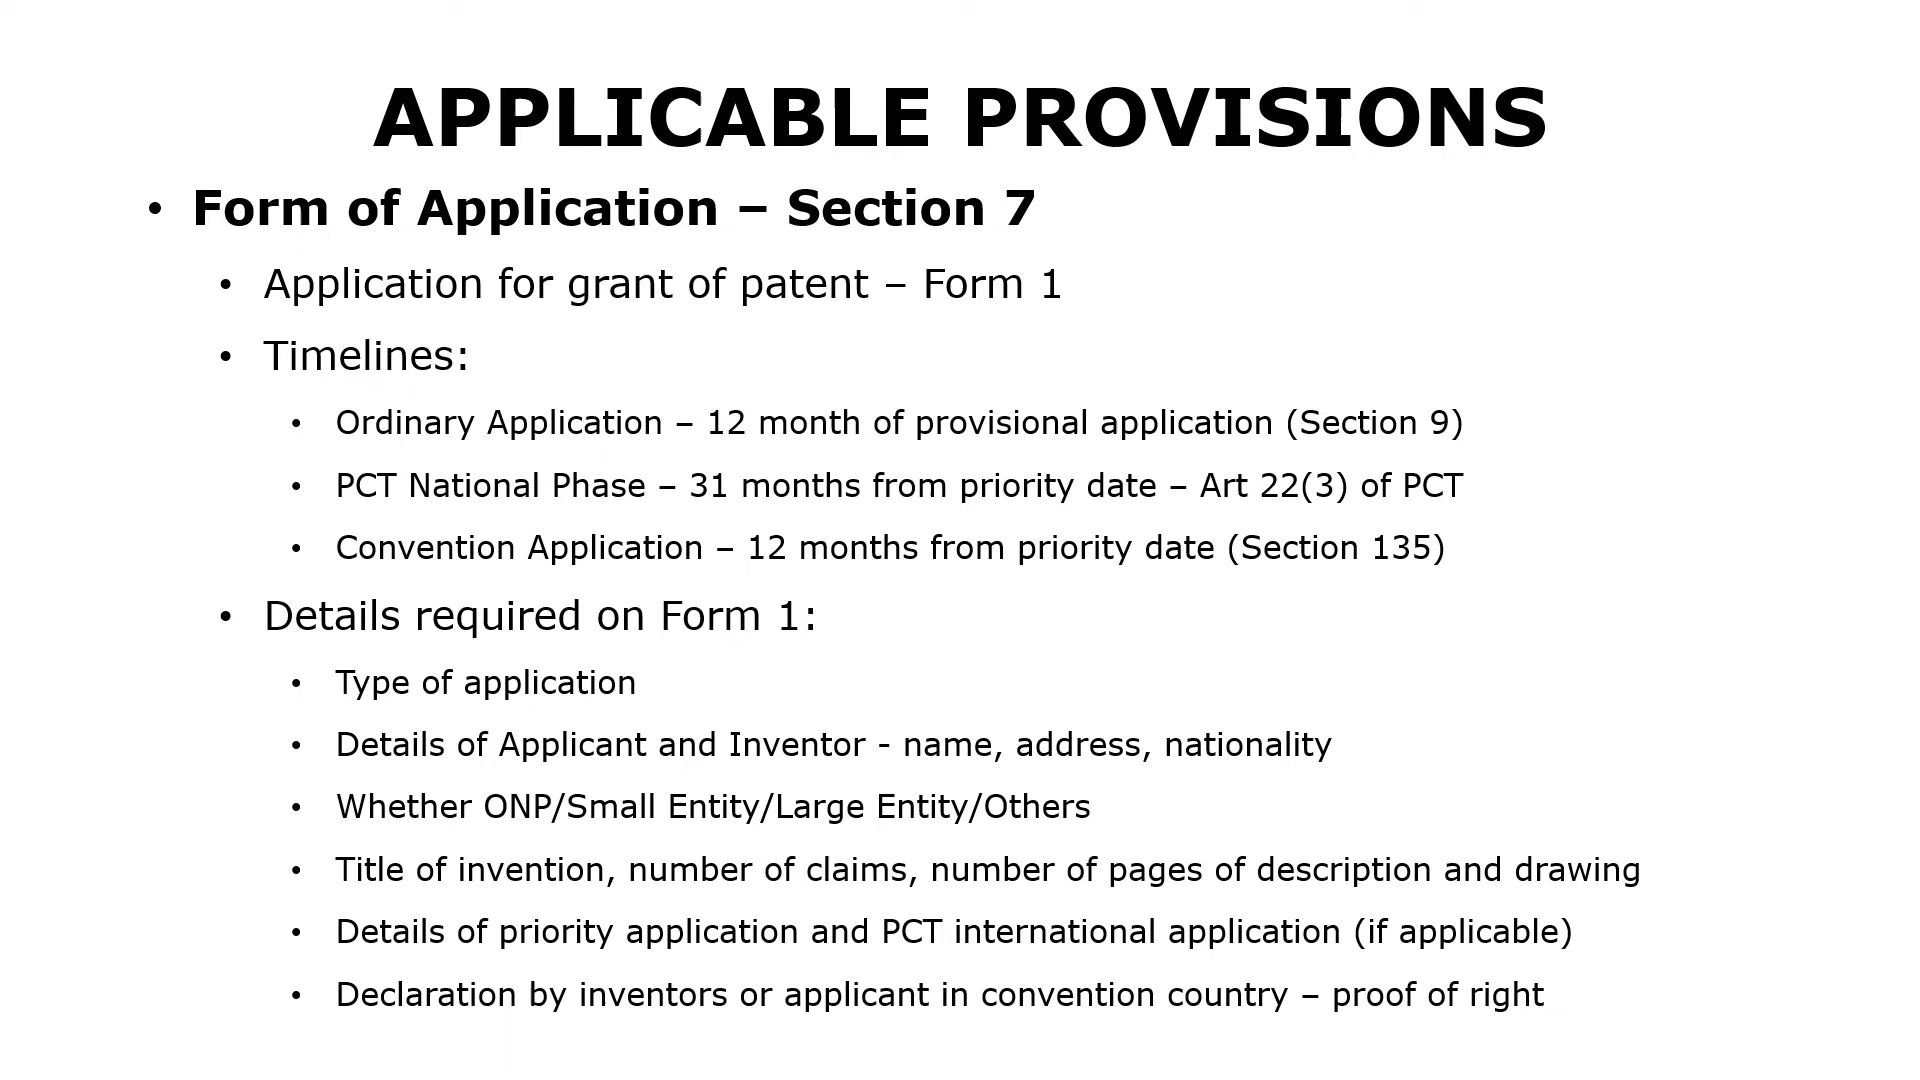 APPLICABLE PROVISIONS
• Form of Application – Section 7
• Application for grant of patent – Form 1
• Timelines:
• Ordinary Application – 12 month of provisional application (Section 9)
• PCT National Phase – 31 months from priority date – Art 22(3) of PCT
• Convention Application – 12 months from priority date (Section 135)
• Details required on Form 1:
• Type of application
• Details of Applicant and Inventor - name, address, nationality
• Whether ONP/Small Entity/Large Entity/Others
• Title of invention, number of claims, number of pages of description and drawing
• Details of priority application and PCT international application (if applicable)
• Declaration by inventors or applicant in convention country – proof of right